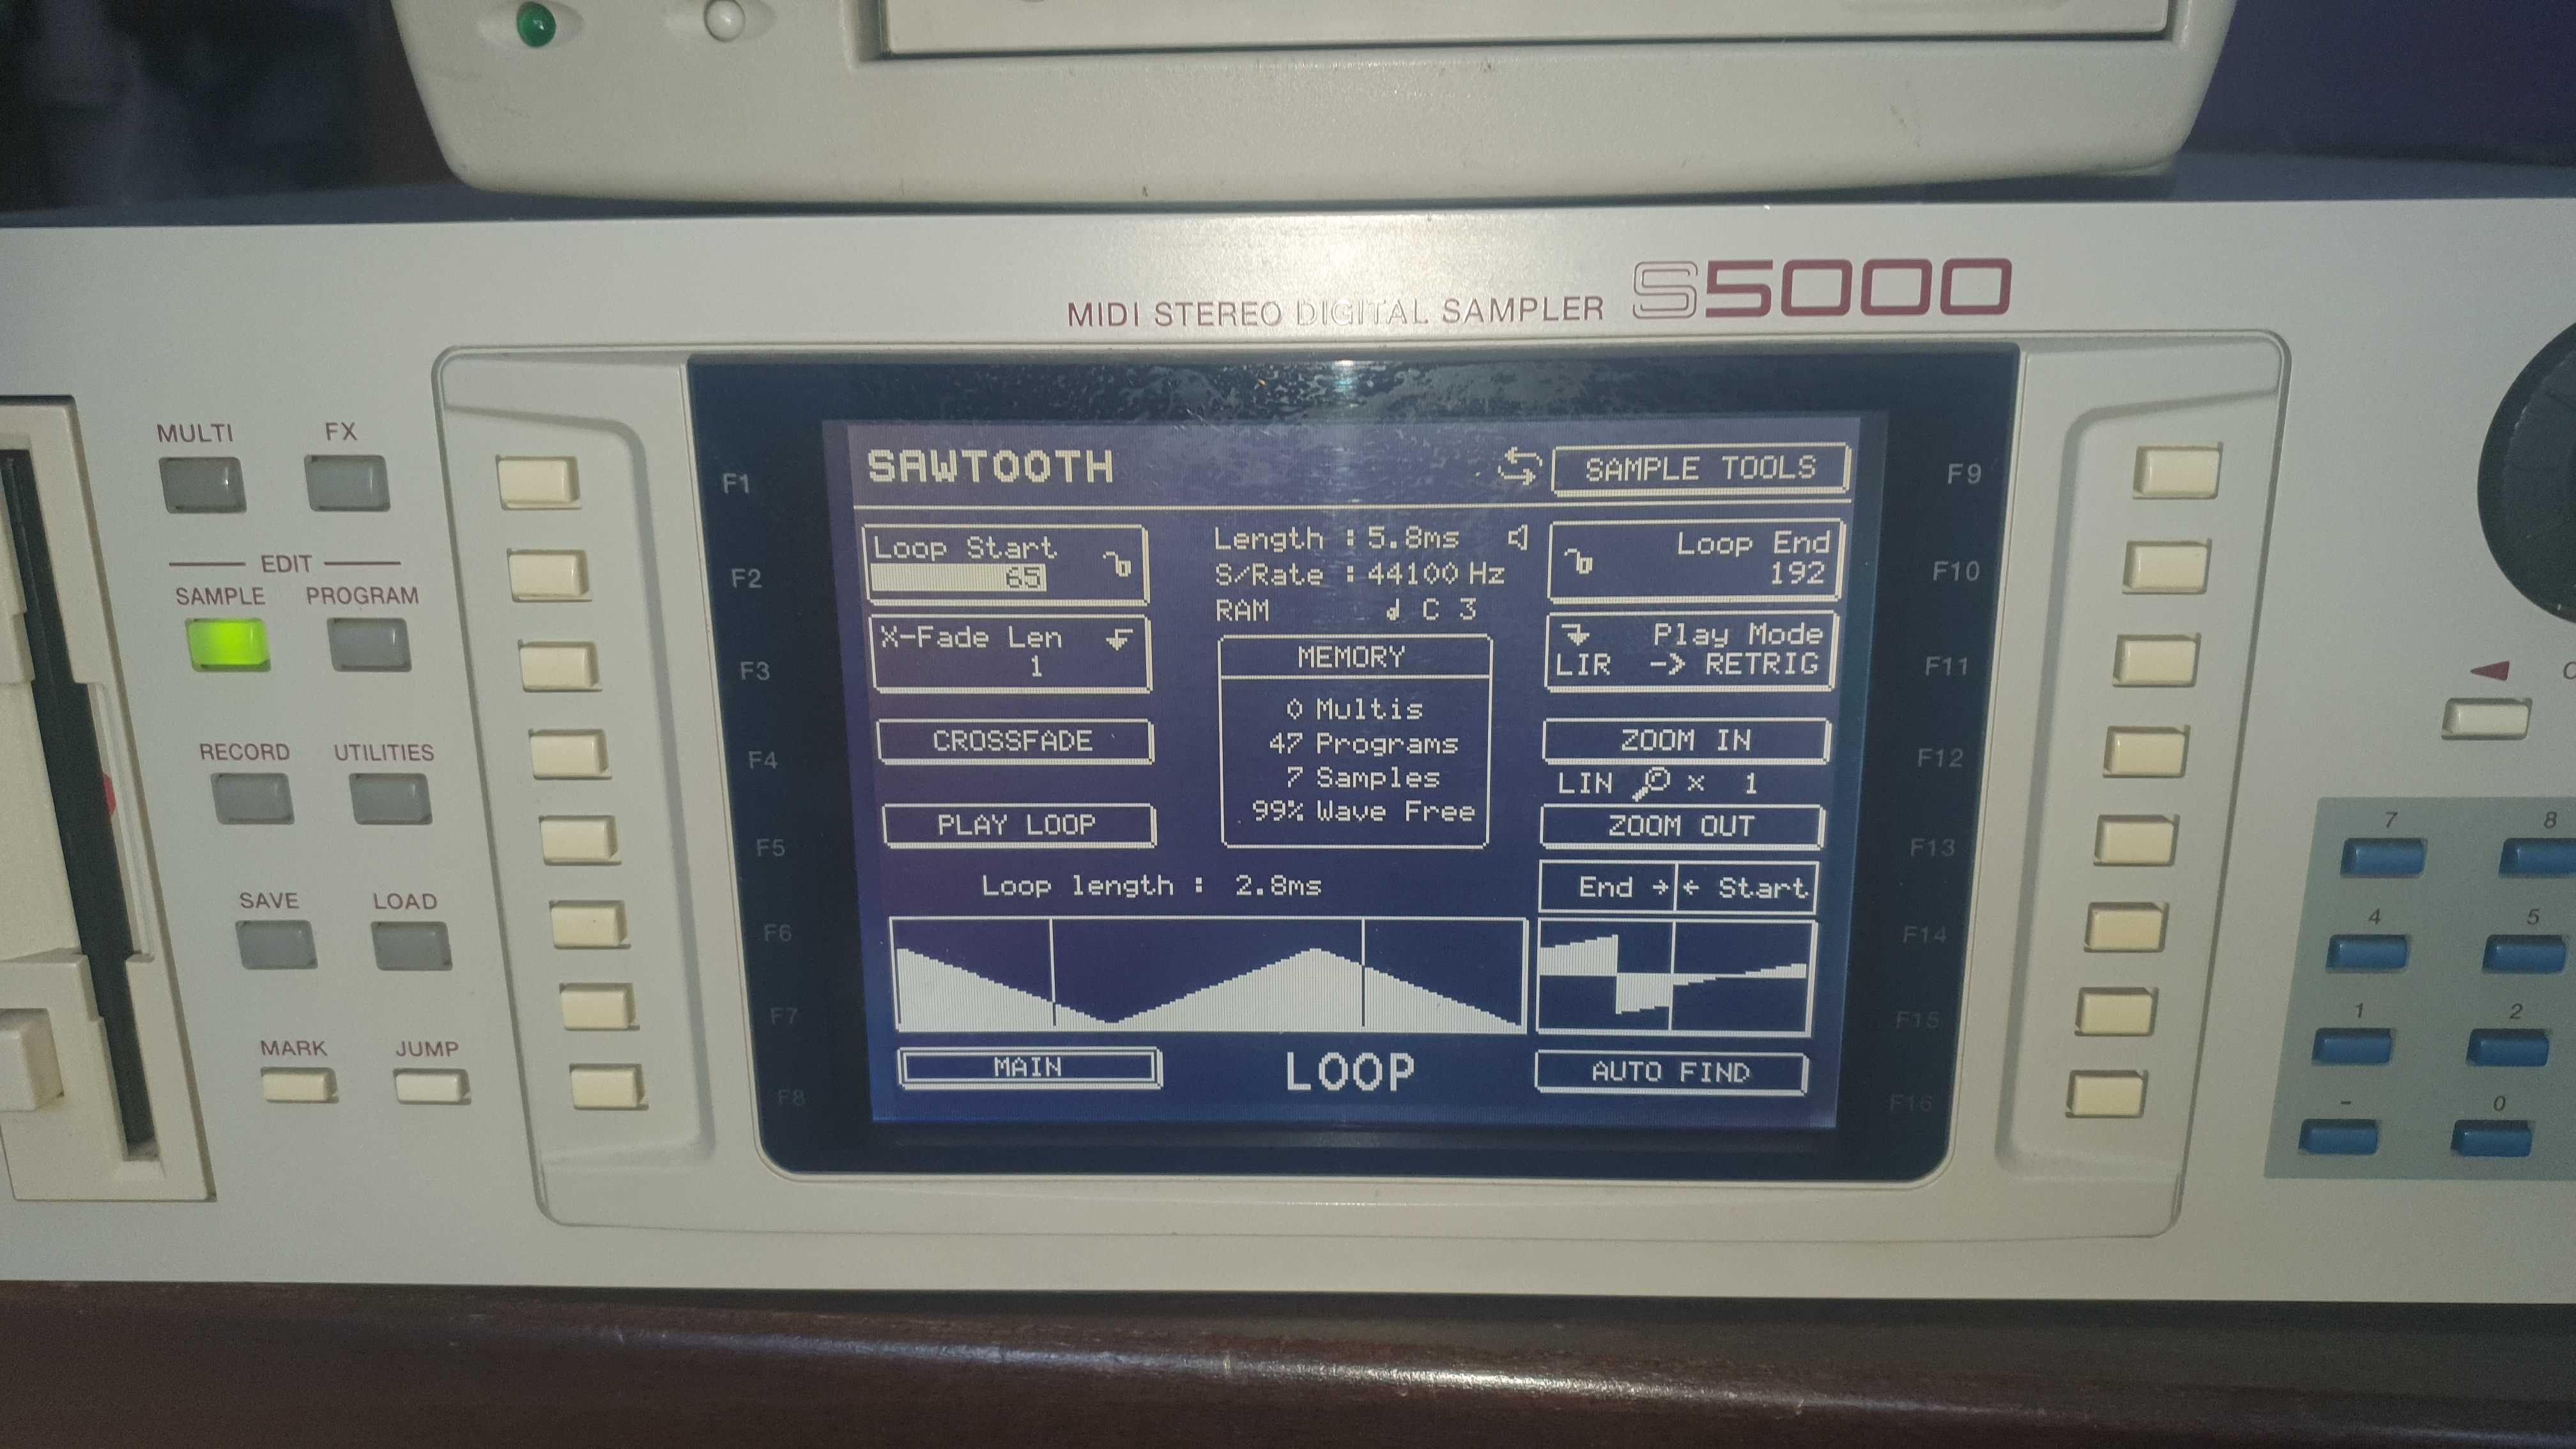 MIDI STEREO DIGITAL SAMPLER S5000
MULTI FX
EDIT
SAMPLE PROGRAM
RECORD UTILITIES
SAVE LOAD
MARK JUMP
F1
F2
F3
F4
F5
F6
F7
F8
SAWTOOTH
SAMPLE TOOLS
Loop Start
65
Length : 5.8ms
S/Rate : 44100 Hz
RAM C 3
Loop End
192
X-Fade Len
1
MEMORY
0 Multis
47 Programs
7 Samples
99% Wave Free
Play Mode
LIR -> RETRIG
CROSSFADE
ZOOM IN
LIN x 1
PLAY LOOP
ZOOM OUT
Loop length : 2.8ms
End → ← Start
MAIN
LOOP
AUTO FIND
F9
F10
F11
F12
F13
F14
F15
F16
7 8
4 5
1 2
- 0